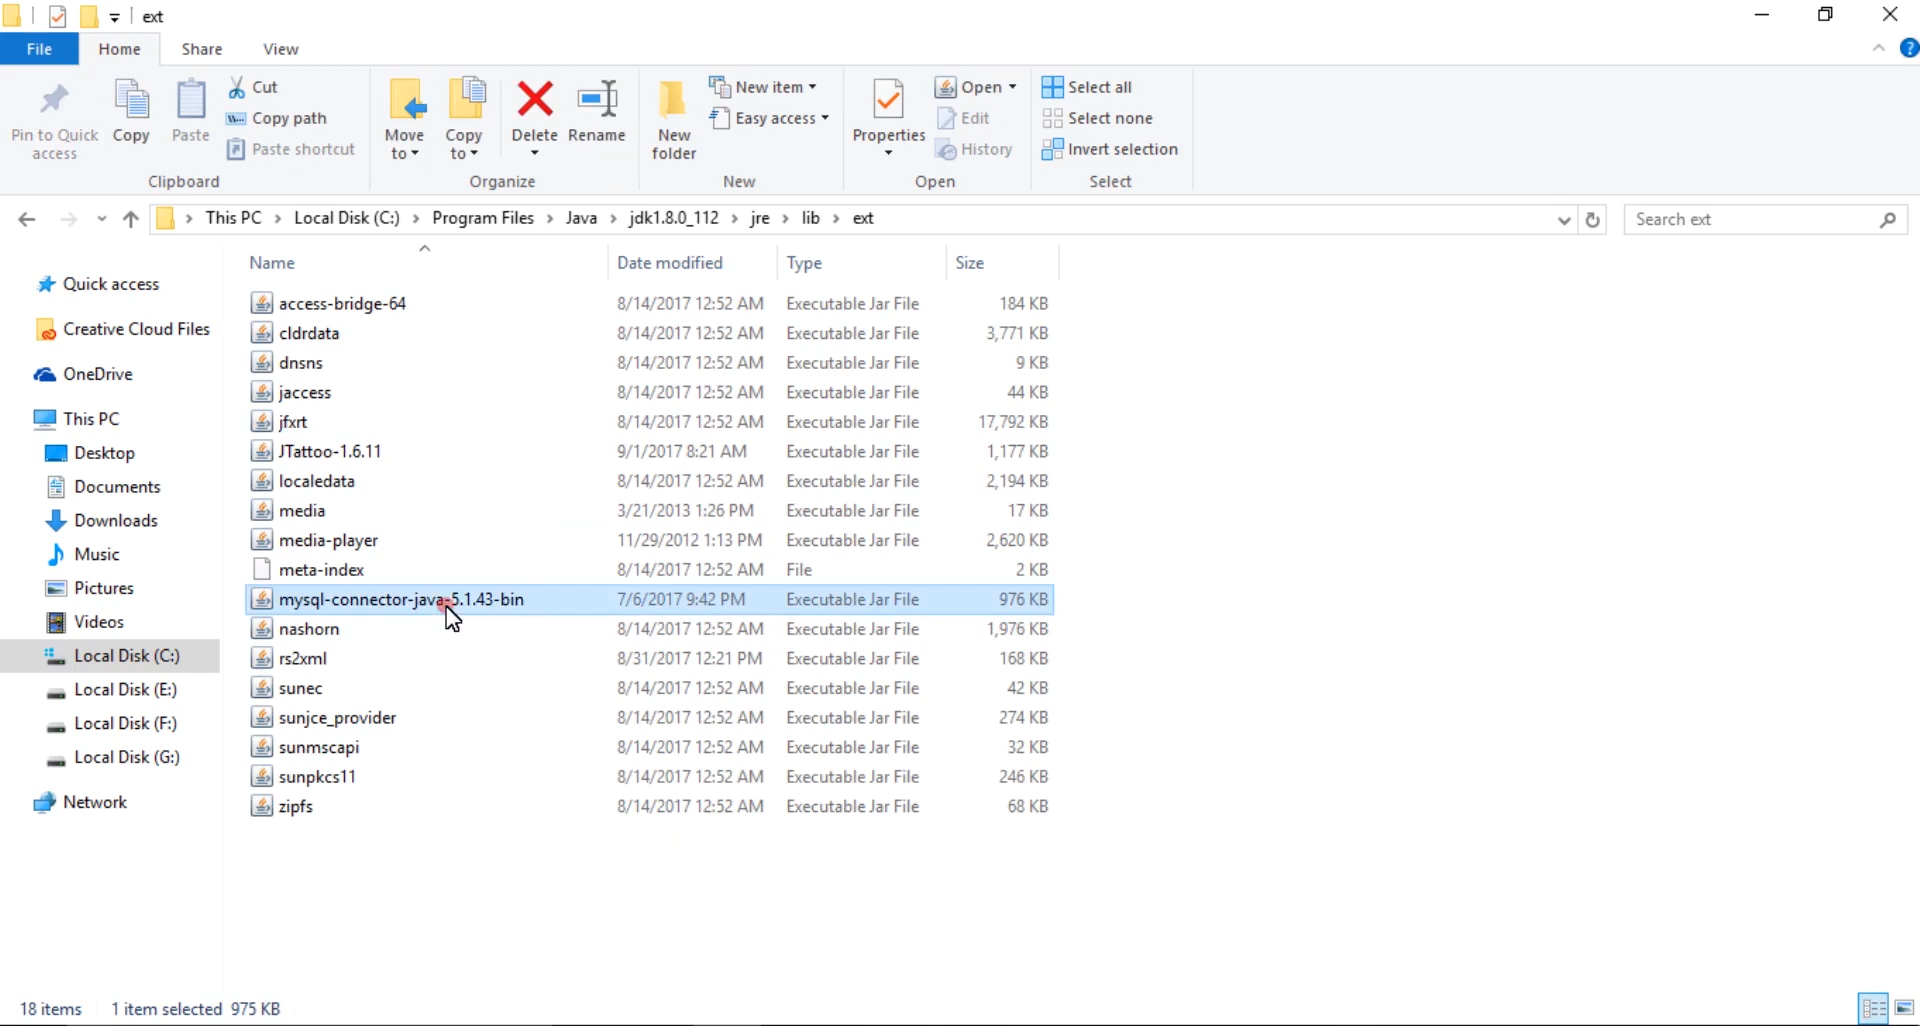 ext
File Home Share View
Pin to Quick access
Copy
Paste
Cut
Copy path
Paste shortcut
Clipboard
Move to
Copy to
Delete
Rename
Organize
New folder
New item
Easy access
New
Properties
Open
Edit
History
Open
Select all
Select none
Invert selection
Select
This PC > Local Disk (C:) > Program Files > Java > jdk1.8.0_112 > jre > lib > ext
Search ext
Quick access
Creative Cloud Files
OneDrive
This PC
Desktop
Documents
Downloads
Music
Pictures
Videos
Local Disk (C:)
Local Disk (E:)
Local Disk (F:)
Local Disk (G:)
Network
Name Date modified Type Size
access-bridge-64 8/14/2017 12:52 AM Executable Jar File 184 KB
cldrdata 8/14/2017 12:52 AM Executable Jar File 3,771 KB
dnsns 8/14/2017 12:52 AM Executable Jar File 9 KB
jaccess 8/14/2017 12:52 AM Executable Jar File 44 KB
jfxrt 8/14/2017 12:52 AM Executable Jar File 17,792 KB
JTattoo-1.6.11 9/1/2017 8:21 AM Executable Jar File 1,177 KB
localedata 8/14/2017 12:52 AM Executable Jar File 2,194 KB
media 3/21/2013 1:26 PM Executable Jar File 17 KB
media-player 11/29/2012 1:13 PM Executable Jar File 2,620 KB
meta-index 8/14/2017 12:52 AM File 2 KB
mysql-connector-java-5.1.43-bin 7/6/2017 9:42 PM Executable Jar File 976 KB
nashorn 8/14/2017 12:52 AM Executable Jar File 1,976 KB
rs2xml 8/31/2017 12:21 PM Executable Jar File 168 KB
sunec 8/14/2017 12:52 AM Executable Jar File 42 KB
sunjce_provider 8/14/2017 12:52 AM Executable Jar File 274 KB
sunmscapi 8/14/2017 12:52 AM Executable Jar File 32 KB
sunpkcs11 8/14/2017 12:52 AM Executable Jar File 246 KB
zipfs 8/14/2017 12:52 AM Executable Jar File 68 KB
18 items 1 item selected 975 KB